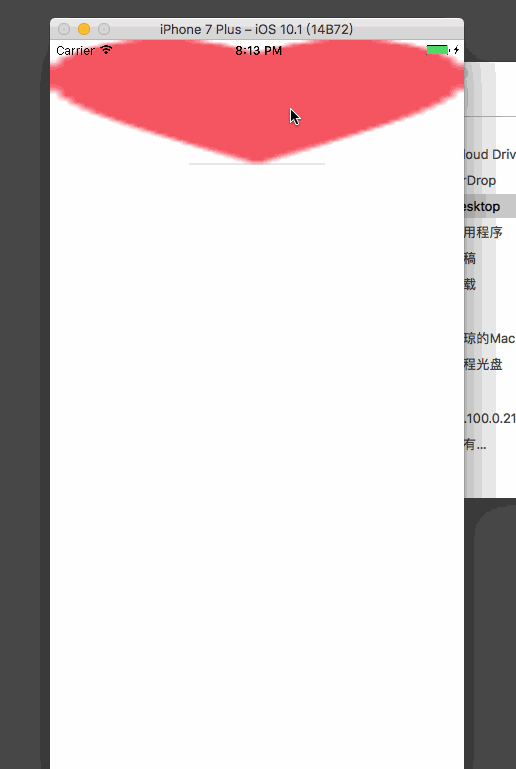 iPhone 7 Plus – iOS 10.1 (14B72)
Carrier
8:13 PM
loud Driv
rDrop
esktop
用程序
稿
载
琼的Mac
程光盘
.100.0.21
有...